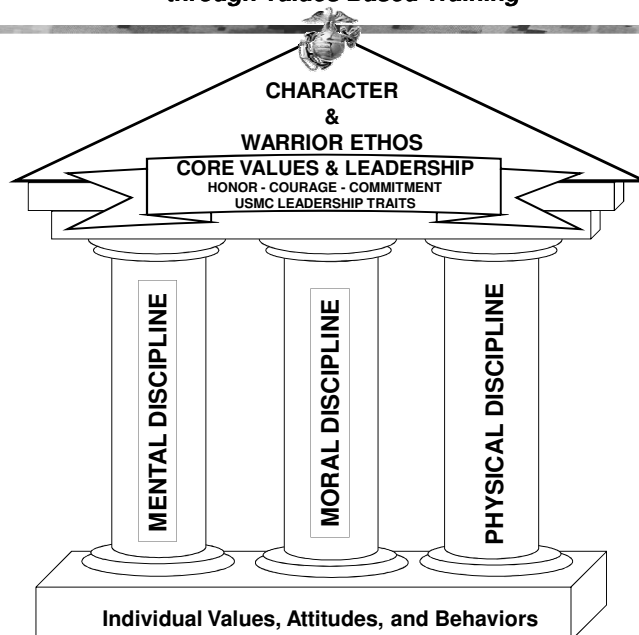 through Values Based Training
CHARACTER
&
WARRIOR ETHOS
CORE VALUES & LEADERSHIP
HONOR - COURAGE - COMMITMENT
USMC LEADERSHIP TRAITS
MENTAL DISCIPLINE
MORAL DISCIPLINE
PHYSICAL DISCIPLINE
Individual Values, Attitudes, and Behaviors